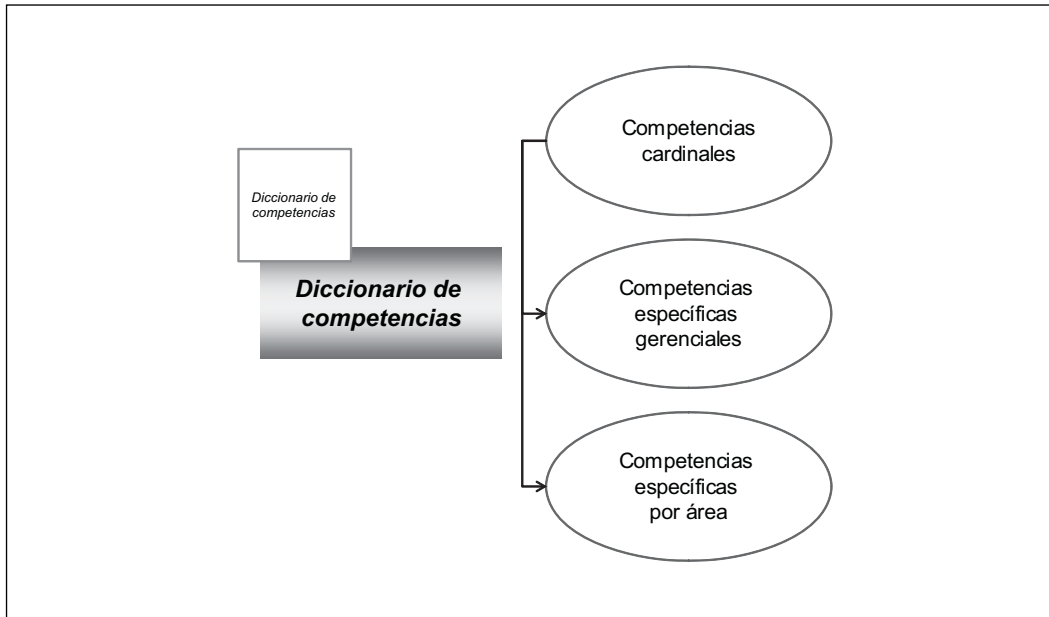 Diccionario de
competencias
Diccionario de
competencias
Competencias
cardinales
Competencias
específicas
gerenciales
Competencias
específicas
por área